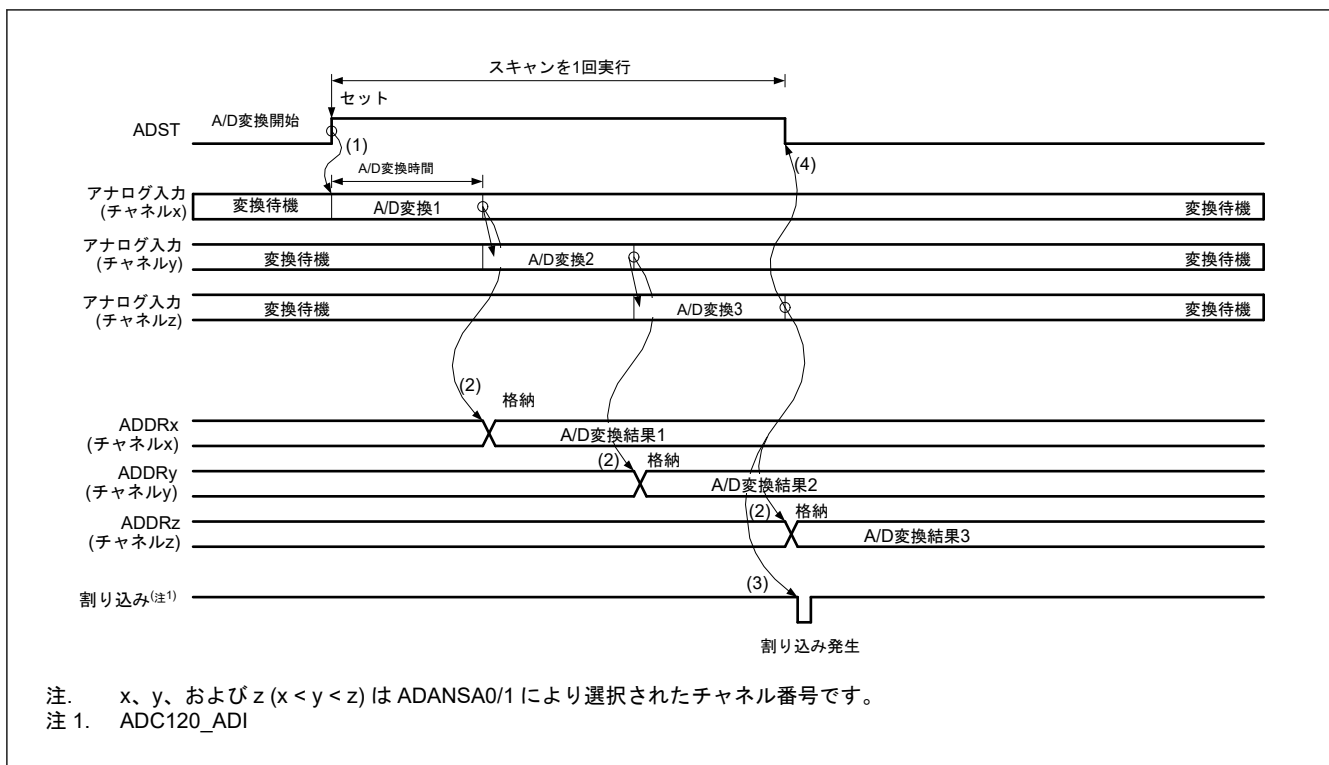 スキャンを1回実行
セット
ADST
A/D変換開始
(1)
(4)
A/D変換時間
アナログ入力
(チャネルx)
変換待機
A/D変換1
変換待機
アナログ入力
(チャネルy)
変換待機
A/D変換2
変換待機
アナログ入力
(チャネルz)
変換待機
A/D変換3
変換待機
(2)
格納
ADDRx
(チャネルx)
A/D変換結果1
(2)
格納
ADDRy
(チャネルy)
A/D変換結果2
(2)
格納
ADDRz
(チャネルz)
A/D変換結果3
(3)
割り込み(注1)
割り込み発生
注. x、y、および z (x < y < z) は ADANSA0/1 により選択されたチャネル番号です。
注 1. ADC120_ADI